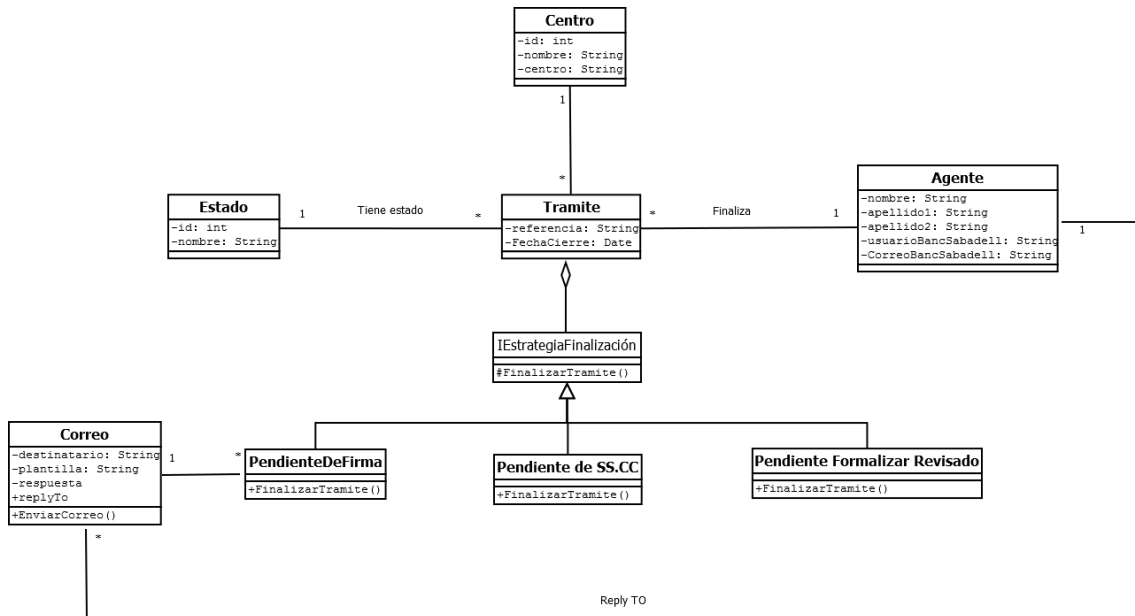 Centro
-id: int
-nombre: String
-centro: String
1
*
Estado
-id: int
-nombre: String
1
Tiene estado
*
Tramite
-referencia: String
-FechaCierre: Date
*
Finaliza
1
Agente
-nombre: String
-apellido1: String
-apellido2: String
-usuarioBancSabadell: String
-CorreoBancSabadell: String
1
IEstrategiaFinalización
#FinalizarTramite()
Correo
-destinatario: String
-plantilla: String
-respuesta
+replyTo
+EnviarCorreo()
1
*
PendienteDeFirma
+FinalizarTramite()
Pendiente de SS.CC
+FinalizarTramite()
Pendiente Formalizar Revisado
+FinalizarTramite()
*
Reply TO